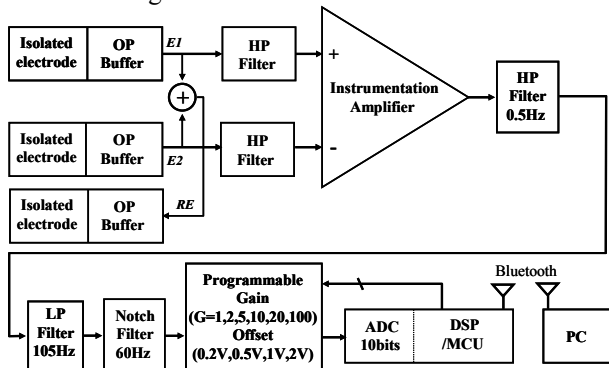 Isolated
electrode
OP
Buffer
E1
HP
Filter
+
Instrumentation
Amplifier
HP
Filter
0.5Hz
+
Isolated
electrode
OP
Buffer
E2
HP
Filter
-
Isolated
electrode
OP
Buffer
RE
LP
Filter
105Hz
Notch
Filter
60Hz
Programmable
Gain
(G=1,2,5,10,20,100)
Offset
(0.2V,0.5V,1V,2V)
ADC
10bits
DSP
/MCU
Bluetooth
PC